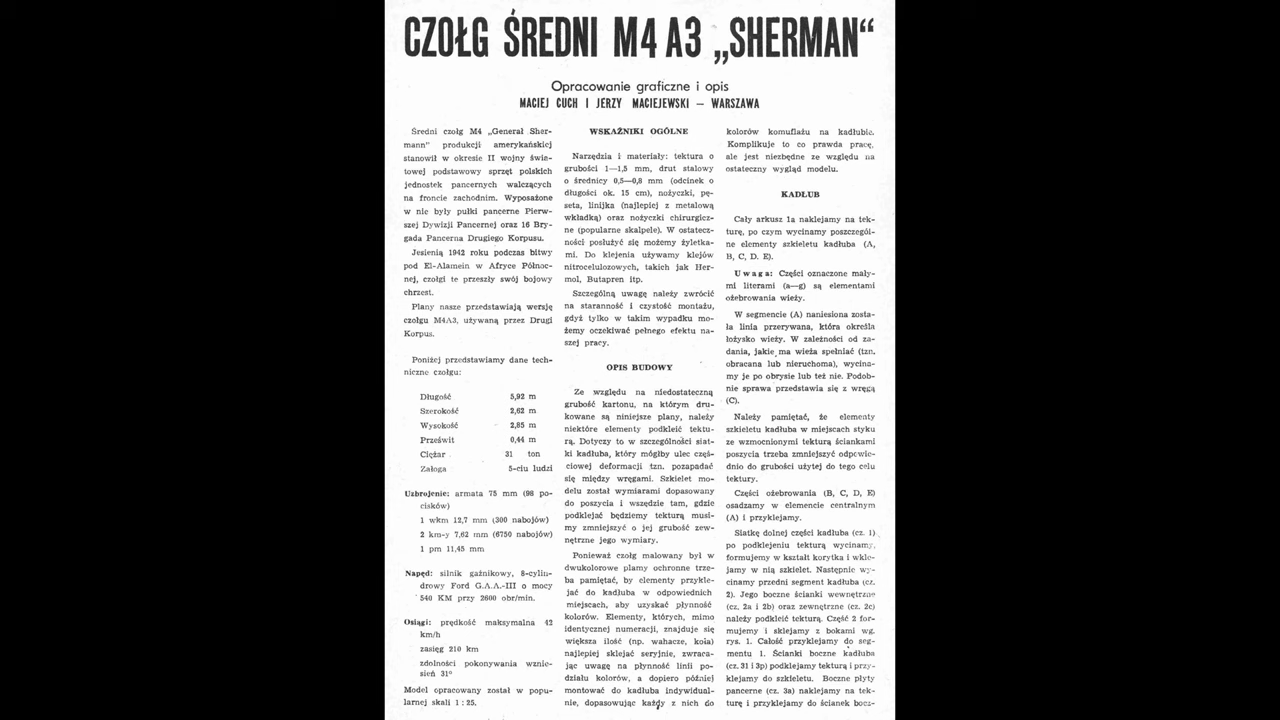 CZOŁG ŚREDNI M4 A3 „SHERMAN“
Opracowanie graficzne i opis
MACIEJ CUCH I JERZY MACIEJEWSKI — WARSZAWA
Średni czołg M4 „Generał Sher-
mann" produkcji amerykańskiej
stanowił w okresie II wojny świa-
towej podstawowy sprzęt polskich
jednostek pancernych walczących
na froncie zachodnim. Wyposażone
w nie były pułki pancerne Pierw-
szej Dywizji Pancernej oraz 16 Bry-
gada Pancerna Drugiego Korpusu.
Jesienią 1942 roku podczas bitwy
pod El-Alamein w Afryce Północ-
nej, czołgi te przeszły swój bojowy
chrzest.
Plany nasze przedstawiają wersję
czołgu M4A3, używaną przez Drugi
Korpus.
Poniżej przedstawiamy dane tech-
niczne czołgu:
Długość 5,92 m
Szerokość 2,62 m
Wysokość 2,85 m
Prześwit 0,44 m
Ciężar 31 ton
Załoga 5-ciu ludzi
Uzbrojenie: armata 75 mm (98 po-
cisków)
1 wkm 12,7 mm (300 nabojów)
2 km-y 7,62 mm (6750 nabojów)
1 pm 11,45 mm
Napęd: silnik gaźnikowy, 8-cylin-
drowy Ford G.A.A.-III o mocy
540 KM przy 2600 obr/min.
Osiągi: prędkość maksymalna 42
km/h
zasięg 210 km
zdolności pokonywania wznie-
sień 31°
Model opracowany został w popu-
larnej skali 1 : 25.
WSKAŹNIKI OGÓLNE
Narzędzia i materiały: tektura o
grubości 1—1,5 mm, drut stalowy
o średnicy 0,5—0,8 mm (odcinek o
długości ok. 15 cm), nożyczki, pę-
seta, linijka (najlepiej z metalową
wkładką) oraz nożyczki chirurgicz-
ne (popularne skalpele). W ostatecz-
ności posłużyć się możemy żyletka-
mi. Do klejenia używamy klejów
nitrocelulozowych, takich jak Her-
mol, Butapren itp.
Szczególną uwagę należy zwrócić
na staranność i czystość montażu,
gdyż tylko w takim wypadku mo-
żemy oczekiwać pełnego efektu na-
szej pracy.
OPIS BUDOWY
Ze względu na niedostateczną
grubość kartonu, na którym dru-
kowane są niniejsze plany, należy
niektóre elementy podkleić tektu-
rą. Dotyczy to w szczególności siat-
ki kadłuba, który mógłby ulec częś-
ciowej deformacji tzn. pozapadać
się między wręgami. Szkielet mo-
delu został wymiarami dopasowany
do poszycia i wszędzie tam, gdzie
podklejać będziemy tekturą musi-
my zmniejszyć o jej grubość zew-
nętrzne jego wymiary.
Ponieważ czołg malowany był w
dwukolorowe plamy ochronne trze-
ba pamiętać, by elementy przykle-
jać do kadłuba w odpowiednich
miejscach, aby uzyskać płynność
kolorów. Elementy, których, mimo
identycznej numeracji, znajduje się
większa ilość (np. wahacze, koła)
najlepiej sklejać seryjnie, zwraca-
jąc uwagę na płynność linii po-
działu kolorów, a dopiero później
montować do kadłuba indywidual-
nie, dopasowując każdy z nich do
kolorów komuflażu na kadłubie.
Komplikuje to co prawda pracę,
ale jest niezbędne ze względu na
ostateczny wygląd modelu.
KADŁUB
Cały arkusz 1a naklejamy na tek-
turę, po czym wycinamy poszczegól-
ne elementy szkieletu kadłuba (A,
B, C, D. E).
Uwaga: Części oznaczone mały-
mi literami (a—g) są elementami
ożebrowania wieży.
W segmencie (A) naniesiona zosta-
ła linia przerywana, która określa
łożysko wieży. W zależności od za-
dania, jakie ma wieża spełniać (tzn.
obracana lub nieruchoma), wycina-
my je po obrysie lub też nie. Podob-
nie sprawa przedstawia się z wręgą
(C).
Należy pamiętać, że elementy
szkieletu kadłuba w miejscach styku
ze wzmocnionymi tekturą ściankami
poszycia trzeba zmniejszyć odpowie-
dnio do grubości użytej do tego celu
tektury.
Części ożebrowania (B, C, D, E)
osadzamy w elemencie centralnym
(A) i przyklejamy.
Siatkę dolnej części kadłuba (cz. 1)
po podklejeniu tekturą wycinamy,
formujemy w kształt korytka i wkle-
jamy w nią szkielet. Następnie wy-
cinamy przedni segment kadłuba (cz.
2). Jego boczne ścianki wewnętrzne
(cz. 2a i 2b) oraz zewnętrzne (cz. 2c)
należy podkleić tekturą. Część 2 for-
mujemy i sklejamy z bokami wg.
rys. 1. Całość przyklejamy do seg-
mentu 1. Ścianki boczne kadłuba
(cz. 31 i 3p) podklejamy tekturą i przy-
klejamy do szkieletu. Boczne płyty
pancerne (cz. 3a) naklejamy na tek-
turę i przyklejamy do ścianek bocz-